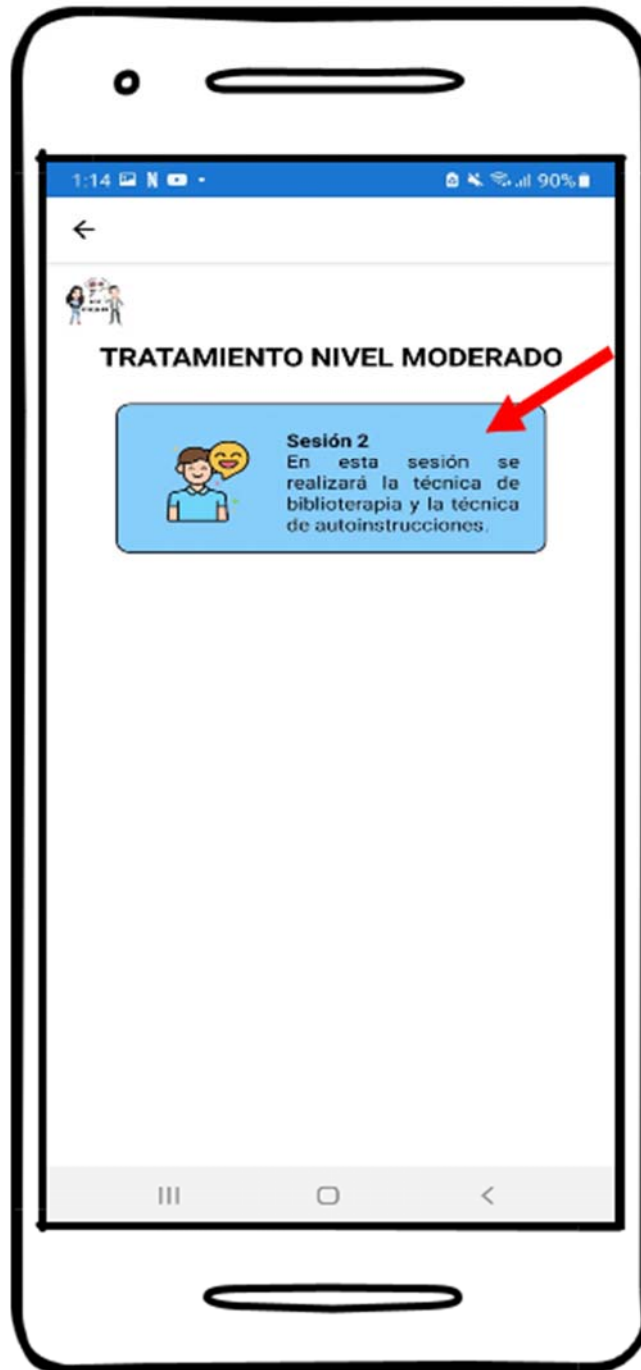 1:14
90%
TRATAMIENTO NIVEL MODERADO
Sesión 2
En esta sesión se
realizará la técnica de
biblioterapia y la técnica
de autoinstrucciones.